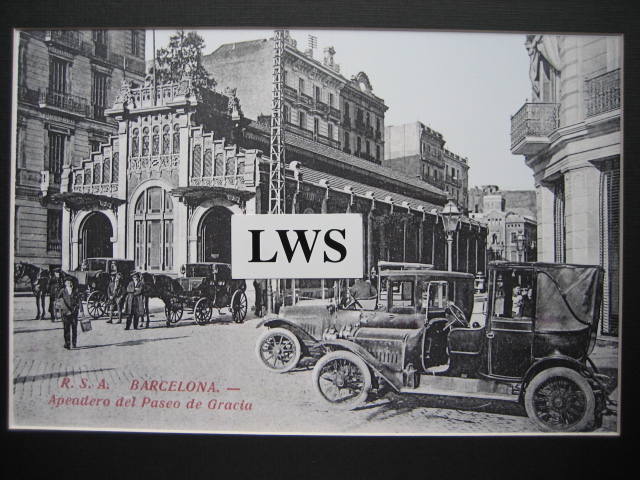 LWS
R. S. A. BARCELONA. —
Apeadero del Paseo de Gracia